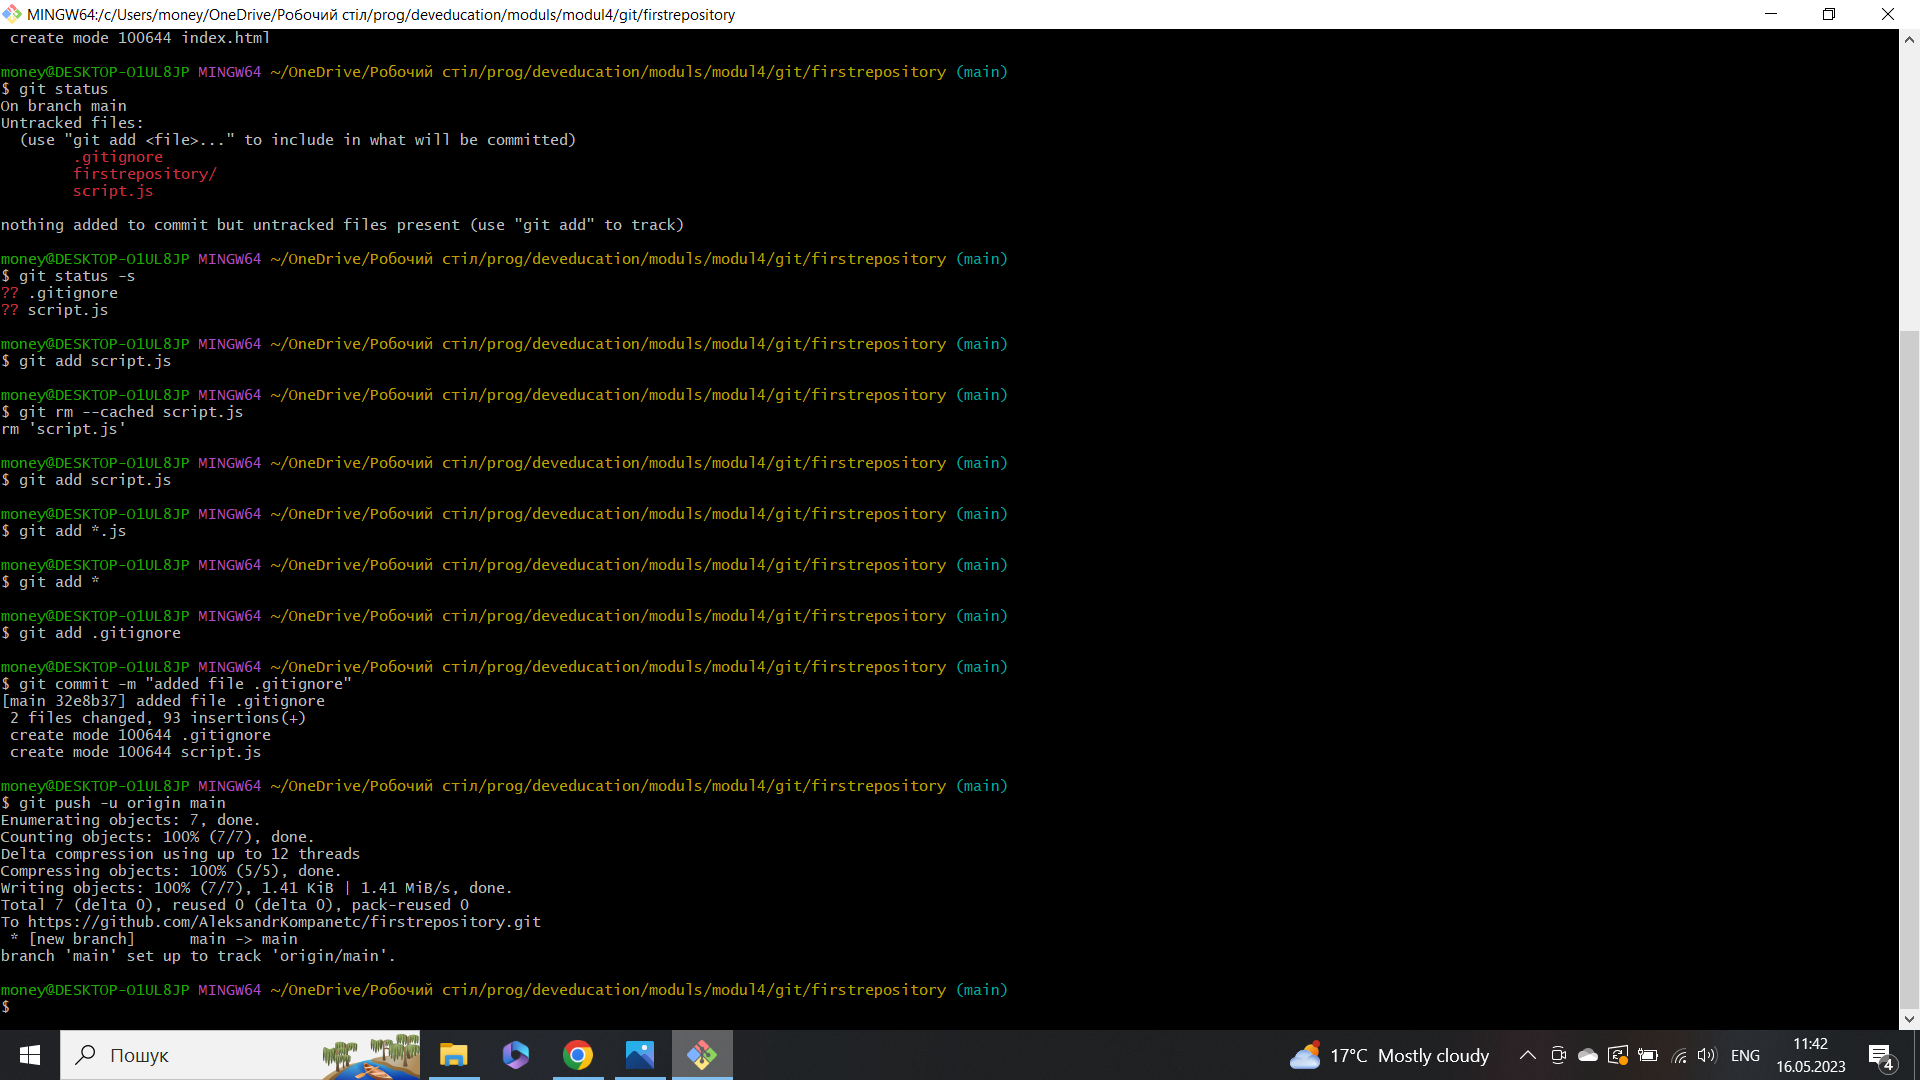 MINGW64:/c/Users/money/OneDrive/Робочий стіл/prog/deveducation/moduls/modul4/git/firstrepository
create mode 100644 index.html
money@DESKTOP-O1UL8JP MINGW64 ~/OneDrive/Робочий стіл/prog/deveducation/moduls/modul4/git/firstrepository (main)
$ git status
On branch main
Untracked files:
(use "git add <file>..." to include in what will be committed)
.gitignore
firstrepository/
script.js
nothing added to commit but untracked files present (use "git add" to track)
money@DESKTOP-O1UL8JP MINGW64 ~/OneDrive/Робочий стіл/prog/deveducation/moduls/modul4/git/firstrepository (main)
$ git status -s
?? .gitignore
?? script.js
money@DESKTOP-O1UL8JP MINGW64 ~/OneDrive/Робочий стіл/prog/deveducation/moduls/modul4/git/firstrepository (main)
$ git add script.js
money@DESKTOP-O1UL8JP MINGW64 ~/OneDrive/Робочий стіл/prog/deveducation/moduls/modul4/git/firstrepository (main)
$ git rm --cached script.js
rm 'script.js'
money@DESKTOP-O1UL8JP MINGW64 ~/OneDrive/Робочий стіл/prog/deveducation/moduls/modul4/git/firstrepository (main)
$ git add script.js
money@DESKTOP-O1UL8JP MINGW64 ~/OneDrive/Робочий стіл/prog/deveducation/moduls/modul4/git/firstrepository (main)
$ git add *.js
money@DESKTOP-O1UL8JP MINGW64 ~/OneDrive/Робочий стіл/prog/deveducation/moduls/modul4/git/firstrepository (main)
$ git add *
money@DESKTOP-O1UL8JP MINGW64 ~/OneDrive/Робочий стіл/prog/deveducation/moduls/modul4/git/firstrepository (main)
$ git add .gitignore
money@DESKTOP-O1UL8JP MINGW64 ~/OneDrive/Робочий стіл/prog/deveducation/moduls/modul4/git/firstrepository (main)
$ git commit -m "added file .gitignore"
[main 32e8b37] added file .gitignore
2 files changed, 93 insertions(+)
create mode 100644 .gitignore
create mode 100644 script.js
money@DESKTOP-O1UL8JP MINGW64 ~/OneDrive/Робочий стіл/prog/deveducation/moduls/modul4/git/firstrepository (main)
$ git push -u origin main
Enumerating objects: 7, done.
Counting objects: 100% (7/7), done.
Delta compression using up to 12 threads
Compressing objects: 100% (5/5), done.
Writing objects: 100% (7/7), 1.41 KiB | 1.41 MiB/s, done.
Total 7 (delta 0), reused 0 (delta 0), pack-reused 0
To https://github.com/AleksandrKompanetc/firstrepository.git
* [new branch] main -> main
branch 'main' set up to track 'origin/main'.
money@DESKTOP-O1UL8JP MINGW64 ~/OneDrive/Робочий стіл/prog/deveducation/moduls/modul4/git/firstrepository (main)
$
Пошук
17°C Mostly cloudy
ENG
11:42
16.05.2023
4